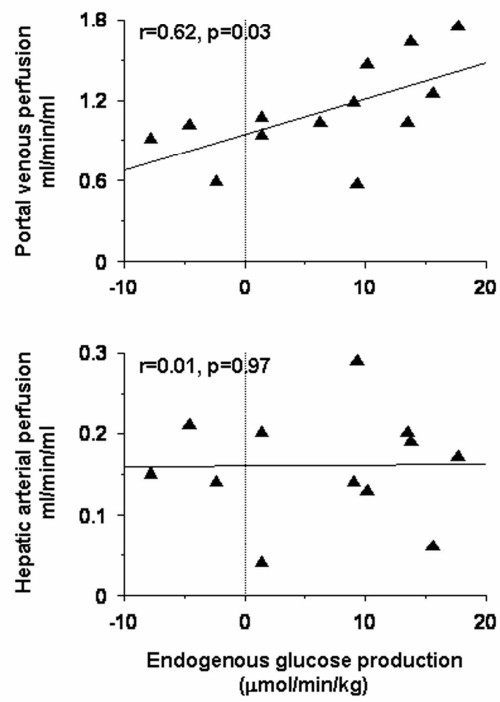 Portal venous perfusion
ml/min/ml
1.8
1.2
0.6
0
r=0.62, p=0.03
-10
0
10
20
Hepatic arterial perfusion
ml/min/ml
0.3
0.2
0.1
0
r=0.01, p=0.97
-10
0
10
20
Endogenous glucose production
(μmol/min/kg)